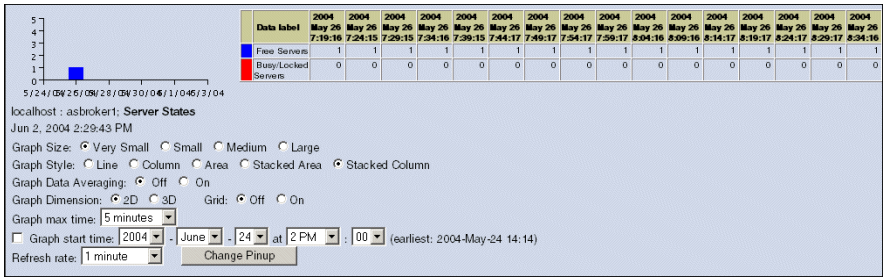 5
4
3
2
1
0
5/24/04 5/26/04 5/28/04 5/30/04 6/1/04 6/3/04
Data label 2004 May 26 7:19:16 2004 May 26 7:24:15 2004 May 26 7:29:15 2004 May 26 7:34:16 2004 May 26 7:39:15 2004 May 26 7:44:17 2004 May 26 7:49:17 2004 May 26 7:54:17 2004 May 26 7:59:17 2004 May 26 8:04:16 2004 May 26 8:09:16 2004 May 26 8:14:17 2004 May 26 8:19:17 2004 May 26 8:24:17 2004 May 26 8:29:17 2004 May 26 8:34:16
Free Servers 1 1 1 1 1 1 1 1 1 1 1 1 1 1 1 1
Busy/Locked Servers 0 0 0 0 0 0 0 0 0 0 0 0 0 0 0 0
localhost : asbroker1; Server States
Jun 2, 2004 2:29:43 PM
Graph Size: Very Small Small Medium Large
Graph Style: Line Column Area Stacked Area Stacked Column
Graph Data Averaging: Off On
Graph Dimension: 2D 3D Grid: Off On
Graph max time: 5 minutes
Graph start time: 2004 - June - 24 at 2 PM : 00 (earliest: 2004-May-24 14:14)
Refresh rate: 1 minute Change Pinup